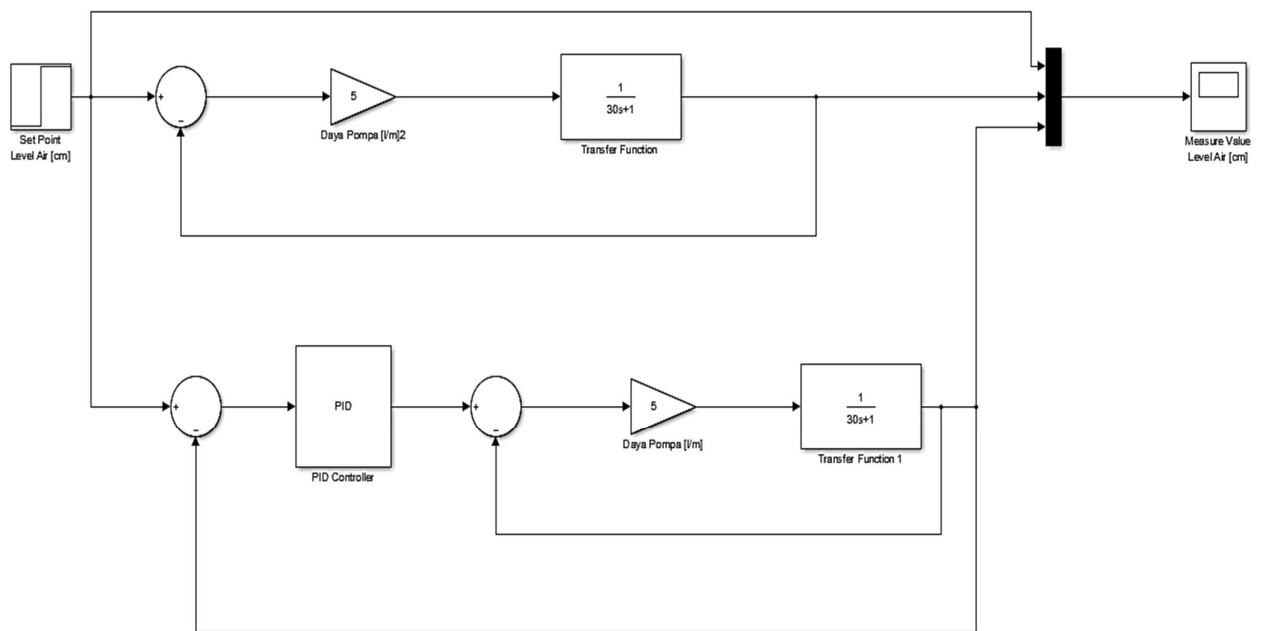 Set Point
Level Air [cm]
+
-
5
Daya Pompa [l/m]2
1
30s+1
Transfer Function
Measure Value
Level Air [cm]
+
-
PID
PID Controller
+
-
5
Daya Pompa [l/m]
1
30s+1
Transfer Function 1